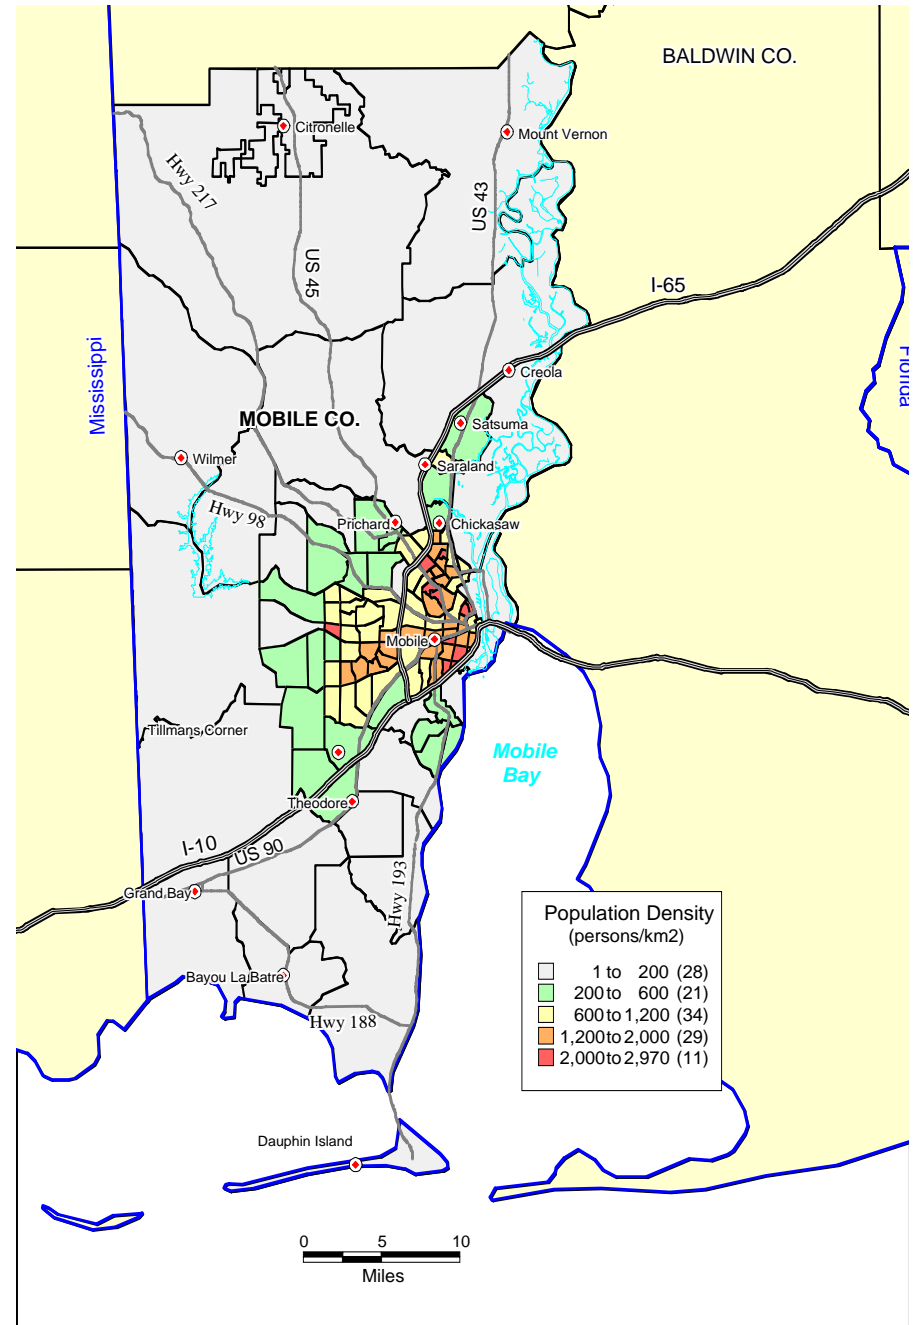 BALDWIN CO.
Citronelle
Mount Vernon
Hwy 217
US 43
US 45
I-65
Mississippi
Florida
Creola
MOBILE CO.
Satsuma
Wilmer
Saraland
Hwy 98
Prichard
Chickasaw
Mobile
Tillmans Corner
Mobile
Bay
Theodore
I-10
US 90
Grand Bay
Hwy 193
Bayou La Batre
Hwy 188
Population Density
(persons/km2)
1 to 200 (28)
200 to 600 (21)
600 to 1,200 (34)
1,200 to 2,000 (29)
2,000 to 2,970 (11)
Dauphin Island
0 5 10
Miles